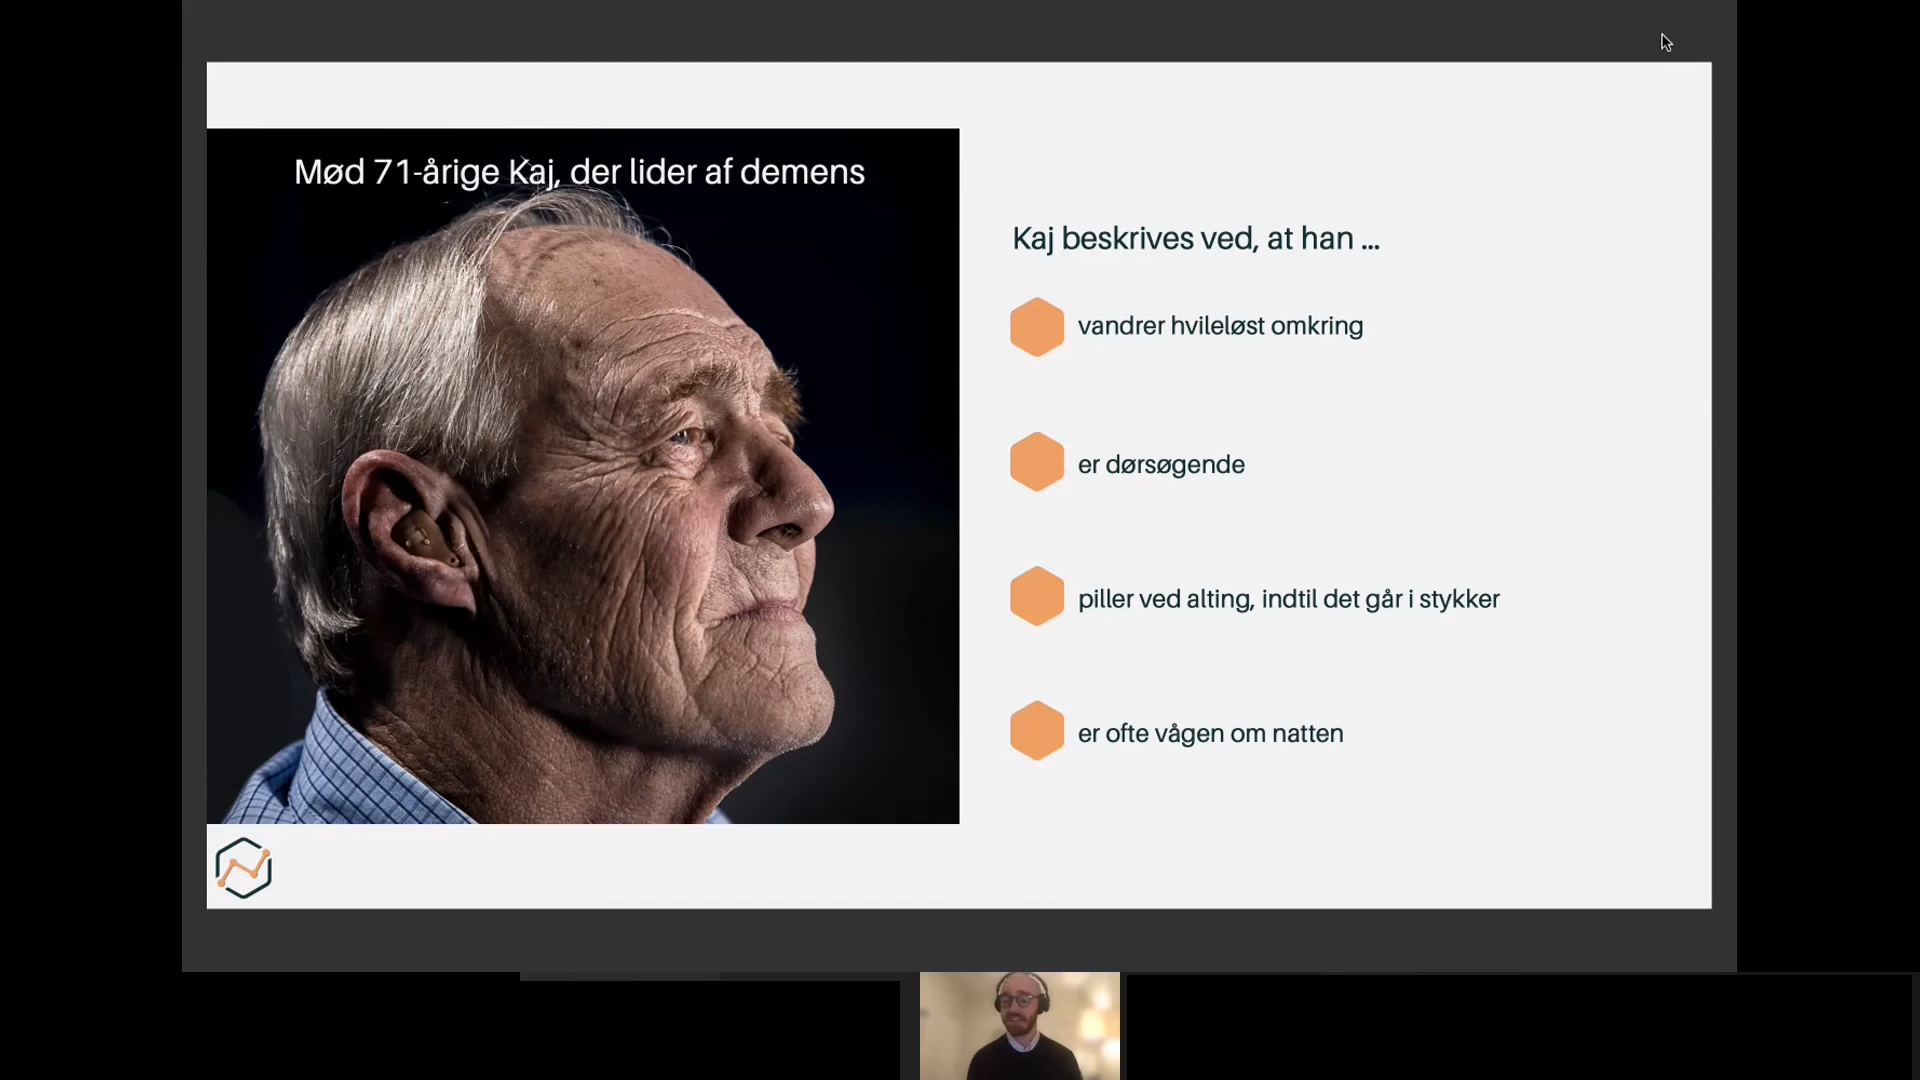 Mød 71-årige Kaj, der lider af demens
Kaj beskrives ved, at han ...
vandrer hvileløst omkring
er dørsøgende
piller ved alting, indtil det går i stykker
er ofte vågen om natten